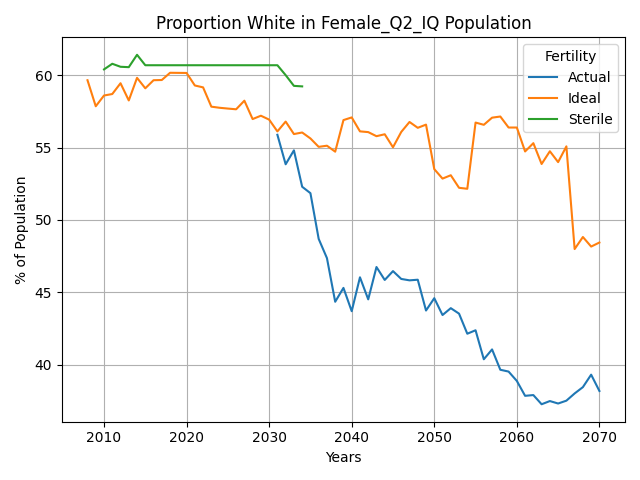 Proportion White in Female_Q2_IQ Population
Fertility
Actual
Ideal
Sterile
% of Population
60
55
50
45
40
2010
2020
2030
2040
2050
2060
2070
Years